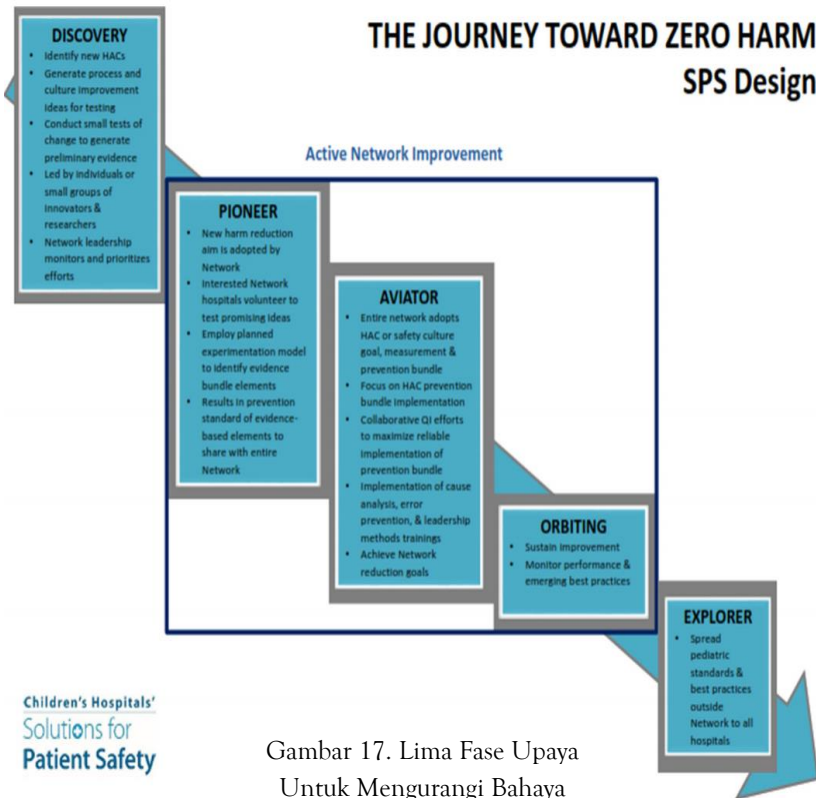 THE JOURNEY TOWARD ZERO HARM
SPS Design
DISCOVERY
• Identify new HACs
• Generate process and
culture improvement
ideas for testing
• Conduct small tests of
change to generate
preliminary evidence
• Led by individuals or
small groups of
innovators &
researchers
• Network leadership
monitors and prioritizes
efforts
Active Network Improvement
PIONEER
• New harm reduction
aim is adopted by
Network
• Interested Network
hospitals volunteer to
test promising ideas
• Employ planned
experimentation model
to identify evidence
bundle elements
• Results in prevention
standard of evidence-
based elements to
share with entire
Network
AVIATOR
• Entire network adopts
HAC or safety culture
goal, measurement &
prevention bundle
• Focus on HAC prevention
bundle implementation
• Collaborative QI efforts
to maximize reliable
implementation of
prevention bundle
• Implementation of cause
analysis, error
prevention, & leadership
methods trainings
• Achieve Network
reduction goals
ORBITING
• Sustain improvement
• Monitor performance &
emerging best practices
EXPLORER
• Spread
pediatric
standards &
best practices
outside
Network to all
hospitals
Children's Hospitals'
Solutions for
Patient Safety
Gambar 17. Lima Fase Upaya
Untuk Mengurangi Bahaya